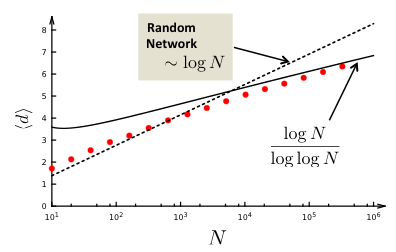 Random
Network
~ log N
8
7
6
5
4
3
2
1
0
⟨d⟩
log N
log log N
10¹ 10² 10³ 10⁴ 10⁵ 10⁶
N